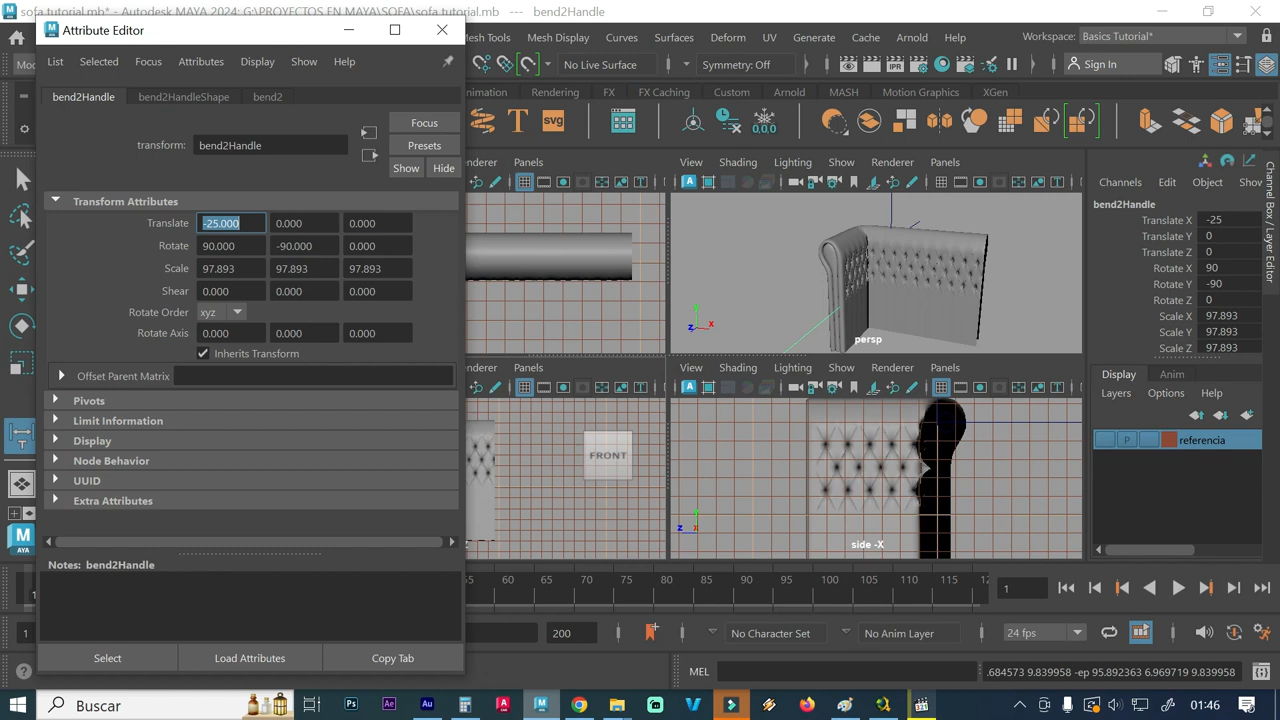 sofa tutorial.mb* - Autodesk MAYA 2024: G:\PROYECTOS EN MAYA\SOFA\sofa tutorial.mb --- bend2Handle
Attribute Editor
Mesh Tools Mesh Display Curves Surfaces Deform UV Generate Cache Arnold Help Workspace: Basics Tutorial*
List Selected Focus Attributes Display Show Help
No Live Surface Symmetry: Off Sign In
bend2Handle bend2HandleShape bend2
Rendering FX FX Caching Custom Arnold MASH Motion Graphics XGen
Focus
transform: bend2Handle
Presets
Show Hide
T svg 0,0,0
Panels View Shading Lighting Show Renderer Panels
Channels Edit Object
Transform Attributes
Translate -25.000 0.000 0.000
Rotate 90.000 -90.000 0.000
Scale 97.893 97.893 97.893
Shear 0.000 0.000 0.000
Rotate Order xyz
Rotate Axis 0.000 0.000 0.000
Inherits Transform
Offset Parent Matrix
Pivots
Limit Information
Display
Node Behavior
UUID
Extra Attributes
Notes: bend2Handle
Select Load Attributes Copy Tab
persp
Panels View Shading Lighting Show Renderer Panels
FRONT
side -X
bend2Handle
Translate X -25
Translate Y 0
Translate Z 0
Rotate X 90
Rotate Y -90
Rotate Z 0
Scale X 97.893
Scale Y 97.893
Scale Z 97.893
Channel Box / Layer Editor
Attribute Editor
Display Anim
Layers Options Help
P referencia
60 65 70 75 80 85 90 95 100 105 110 115
1
1 200 No Character Set No Anim Layer 24 fps
MEL .684573 9.839958 -ep 95.892363 6.969719 9.839958
Buscar
01:46